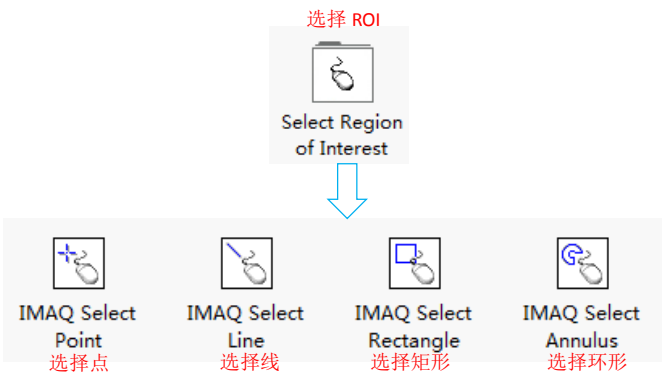 选择 ROI
Select Region
of Interest
IMAQ Select
Point
选择点
IMAQ Select
Line
选择线
IMAQ Select
Rectangle
选择矩形
IMAQ Select
Annulus
选择环形